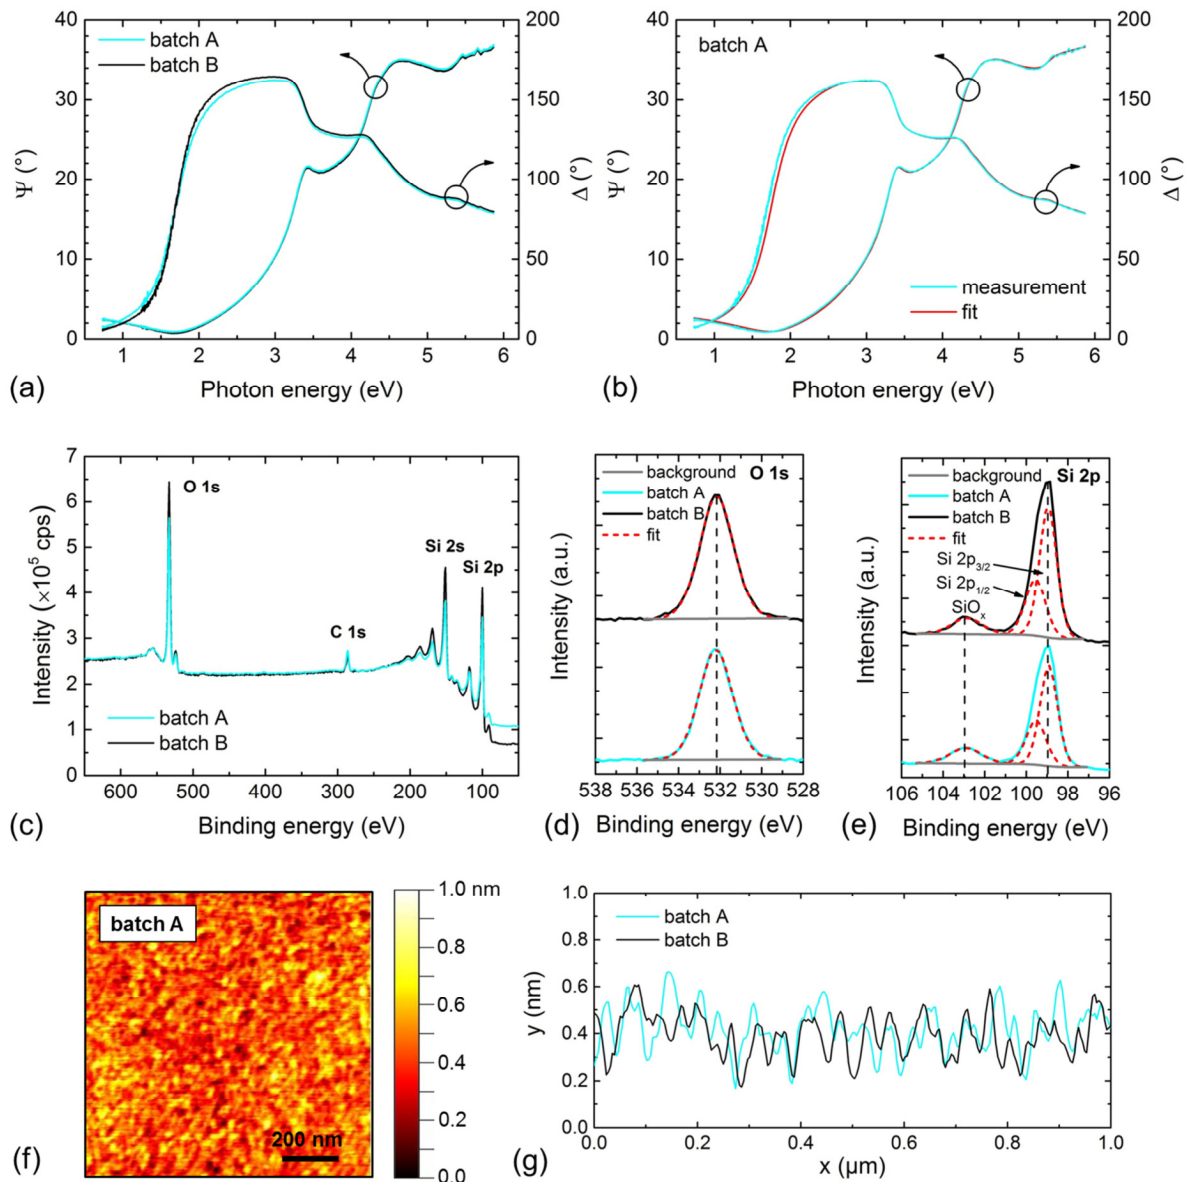 batch A
batch B
40
30
20
10
0
Ψ (°)
200
150
100
50
0
Δ (°)
1 2 3 4 5 6
Photon energy (eV)
(a)
batch A
40
30
20
10
0
Ψ (°)
200
150
100
50
0
Δ (°)
measurement
fit
1 2 3 4 5 6
Photon energy (eV)
(b)
7
6
5
4
3
2
1
0
Intensity (×10⁵ cps)
O 1s
Si 2s
Si 2p
C 1s
batch A
batch B
600 500 400 300 200 100
Binding energy (eV)
(c)
background
O 1s
batch A
batch B
fit
Intensity (a.u.)
538 536 534 532 530 528
Binding energy (eV)
(d)
background
Si 2p
batch A
batch B
fit
Si 2p₃/₂
Si 2p₁/₂
SiOₓ
Intensity (a.u.)
106 104 102 100 98 96
Binding energy (eV)
(e)
batch A
200 nm
1.0 nm
0.8
0.6
0.4
0.2
0.0
(f)
batch A
batch B
1.0
0.8
0.6
0.4
0.2
0.0
y (nm)
0.0 0.2 0.4 0.6 0.8 1.0
x (µm)
(g)